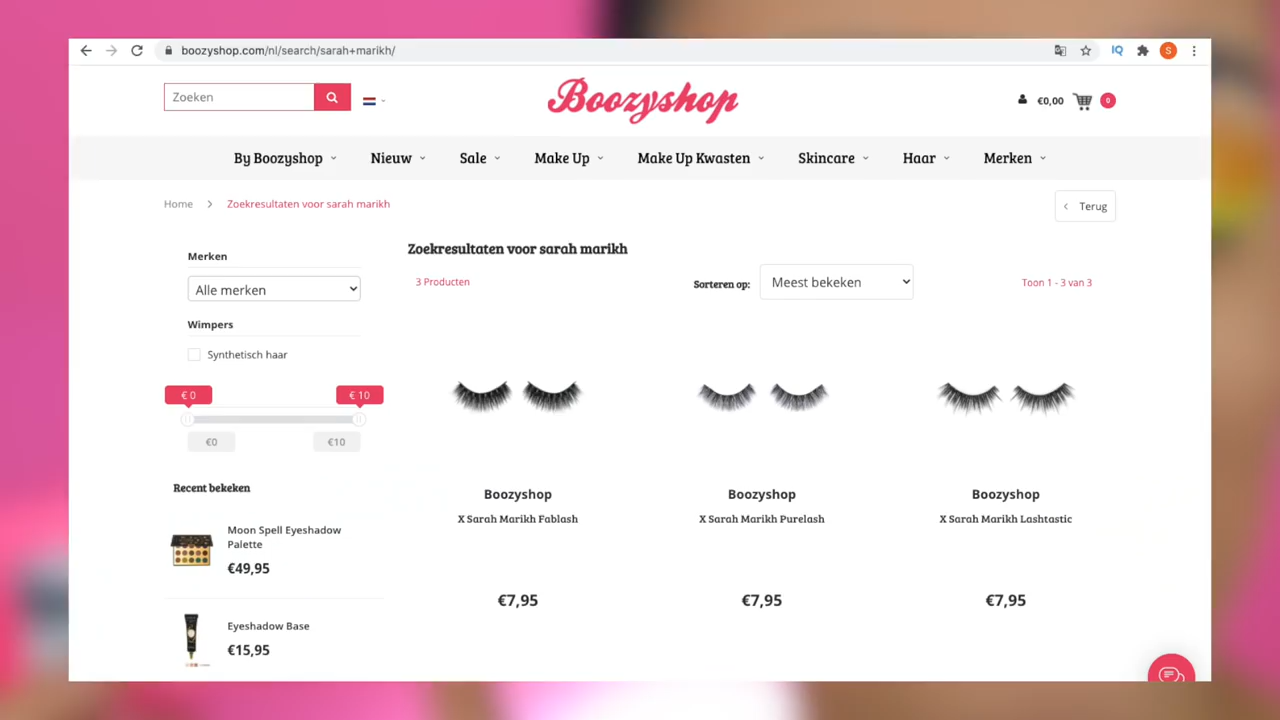 boozyshop.com/nl/search/sarah+marikh/
IQ
S
Zoeken
Boozyshop
€0,00
0
By Boozyshop
Nieuw
Sale
Make Up
Make Up Kwasten
Skincare
Haar
Merken
Home
Zoekresultaten voor sarah marikh
Terug
Merken
Alle merken
Wimpers
Synthetisch haar
€ 0
€ 10
€0
€10
Recent bekeken
Moon Spell Eyeshadow
Palette
€49,95
Eyeshadow Base
€15,95
Zoekresultaten voor sarah marikh
3 Producten
Sorteren op:
Meest bekeken
Toon 1 - 3 van 3
Boozyshop
X Sarah Marikh Fablash
€7,95
Boozyshop
X Sarah Marikh Purelash
€7,95
Boozyshop
X Sarah Marikh Lashtastic
€7,95